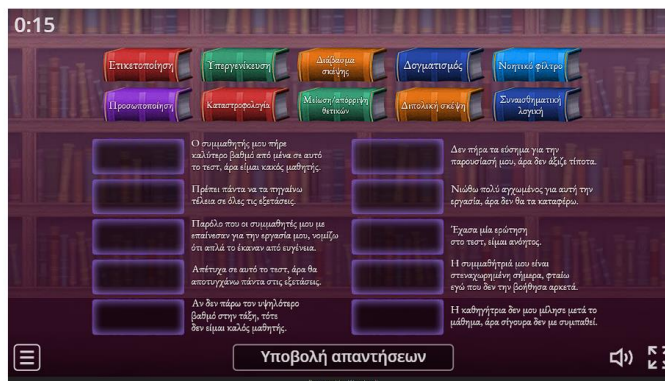 0:15
Ετικετοποίηση
Υπεργενίκευση
Διάβασμα
σκέψης
Δογματισμός
Νοητικό φίλτρο
Προσωποποίηση
Καταστροφολογία
Μείωση/απόρριψη
θετικών
Διπολική σκέψη
Συναισθηματική
λογική
Ο συμμαθητής μου πήρε
καλύτερο βαθμό από μένα σε αυτό
το τεστ, άρα είμαι κακός μαθητής.
Δεν πήρα τα εύσημα για την
παρουσίασή μου, άρα δεν άξιζε τίποτα.
Πρέπει πάντα να τα πηγαίνω
τέλεια σε όλες τις εξετάσεις.
Νιώθω πολύ αγχωμένος για αυτή την
εργασία, άρα δεν θα τα καταφέρω.
Παρόλο που οι συμμαθητές μου με
επαίνεσαν για την εργασία μου, νομίζω
ότι απλά το έκαναν από ευγένεια.
Έχασα μία ερώτηση
στο τεστ, είμαι ανόητος.
Απέτυχα σε αυτό το τεστ, άρα θα
αποτυγχάνω πάντα στις εξετάσεις.
Η συμμαθήτριά μου είναι
στεναχωρημένη σήμερα, φταίω
εγώ που δεν την βοήθησα αρκετά.
Αν δεν πάρω τον υψηλότερο
βαθμό στην τάξη, τότε
δεν είμαι καλός μαθητής.
Η καθηγήτρια δεν μου μίλησε μετά το
μάθημα, άρα σίγουρα δεν με συμπαθεί.
Υποβολή απαντήσεων